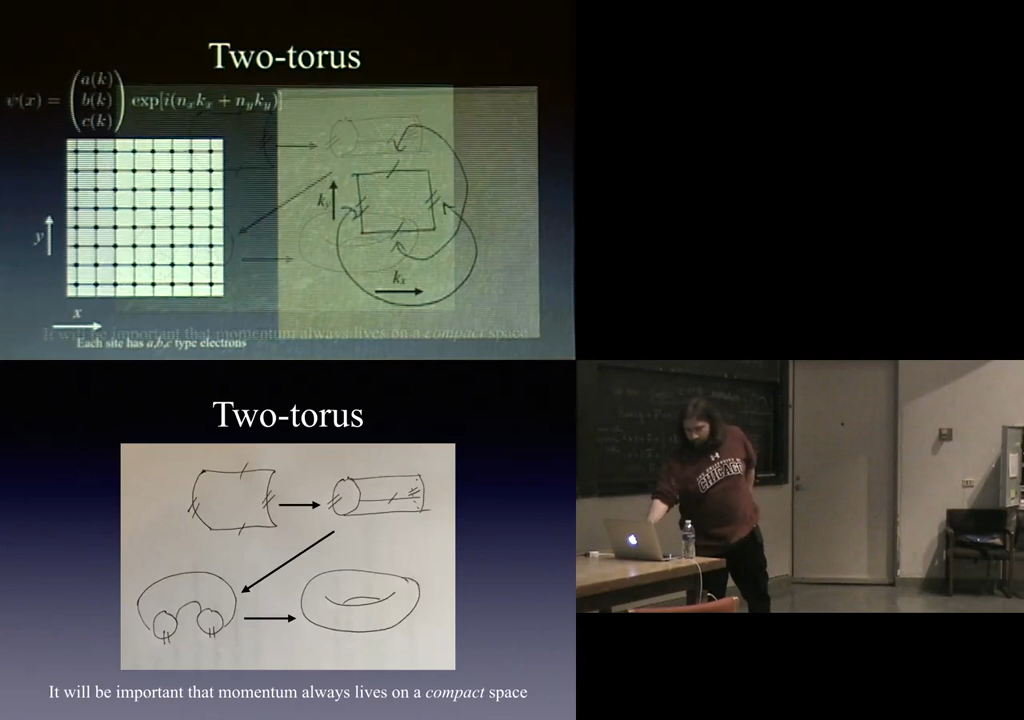 Two-torus
ψ(x) = ( a(k) b(k) c(k) ) exp[i(n_x k_x + n_y k_y)]
k_y
y
k_x
x
It will be important that momentum always lives on a compact space
Each site has a,b,c type electrons
Two-torus
It will be important that momentum always lives on a compact space
CHICAGO